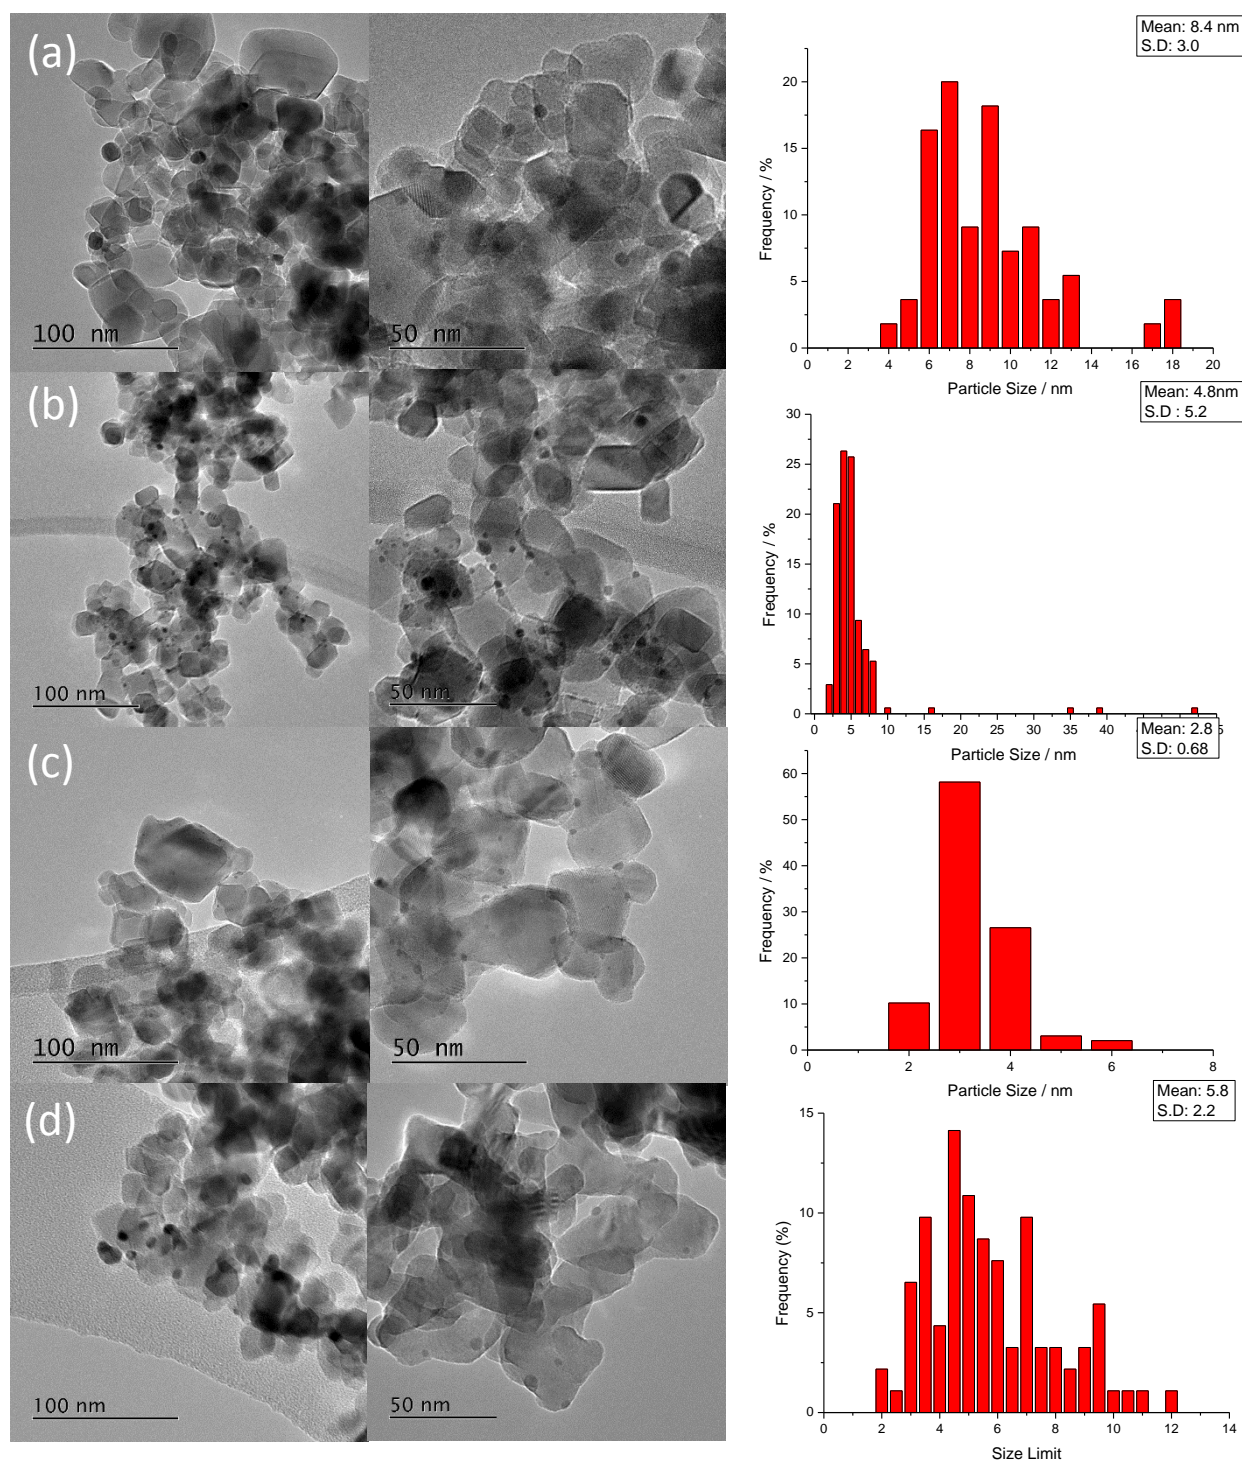 (a)
100 nm
50 nm
Mean: 8.4 nm
S.D: 3.0
Frequency / %
20
15
10
5
0
0 2 4 6 8 10 12 14 16 18 20
Particle Size / nm
(b)
100 nm
50 nm
Mean: 4.8nm
S.D : 5.2
Frequency / %
30
25
20
15
10
5
0
0 5 10 15 20 25 30 35 40
Particle Size / nm
(c)
100 nm
50 nm
Mean: 2.8
S.D: 0.68
Frequency / %
60
50
40
30
20
10
0
0 2 4 6 8
Particle Size / nm
(d)
100 nm
50 nm
Mean: 5.8
S.D: 2.2
Frequency (%)
15
10
5
0
0 2 4 6 8 10 12 14
Size Limit